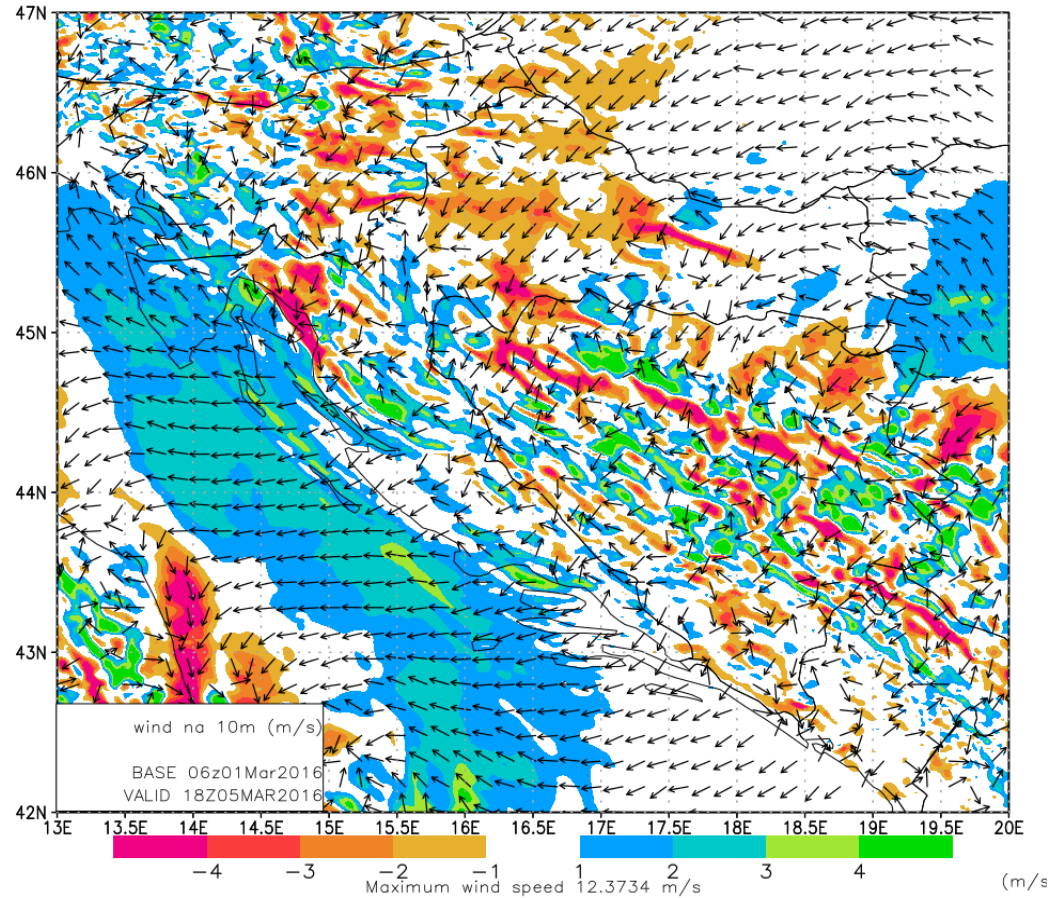 47N
46N
45N
44N
43N
42N
wind na 10m (m/s)
BASE 06z01Mar2016
VALID 18Z05MAR2016
13E 13.5E 14E 14.5E 15E 15.5E 16E 16.5E 17E 17.5E 18E 18.5E 19E 19.5E 20E
-4 -3 -2 -1 1 2 3 4
Maximum wind speed 12.3734 m/s
(m/s